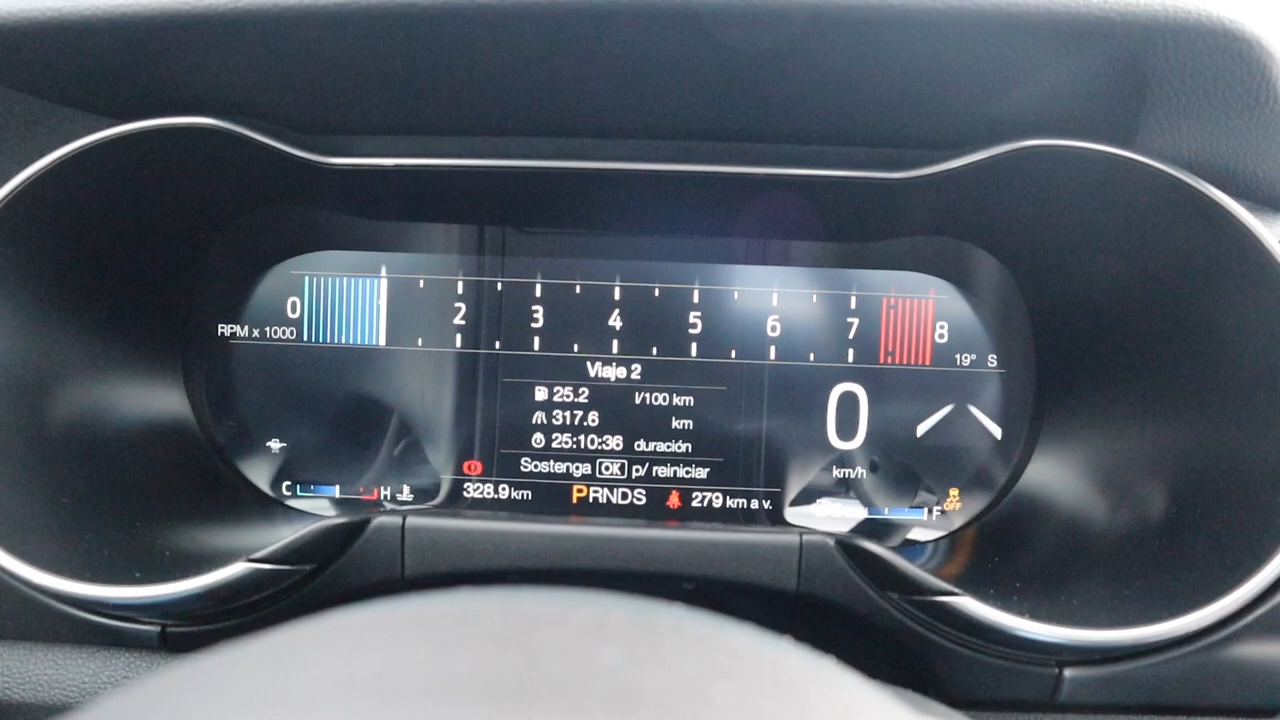 0 2 3 4 5 6 7 8
RPM x 1000
19° S
Viaje 2
25.2 l/100 km
317.6 km
25:10:36 duración
0
km/h
Sostenga OK p/ reiniciar
C H
328.9 km PRNDS 279 km a v.
F
OFF